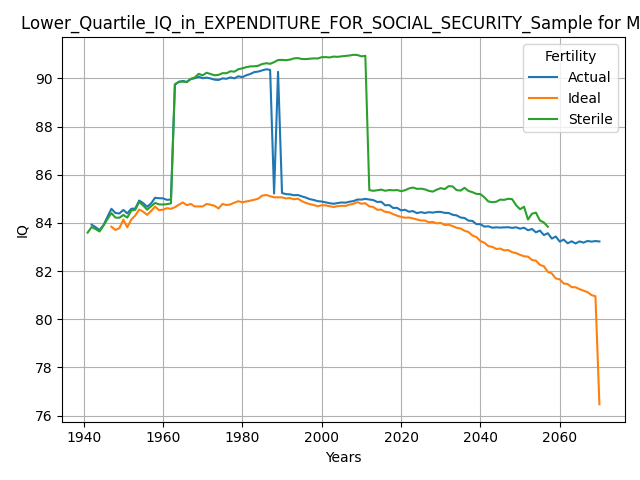 Lower_Quartile_IQ_in_EXPENDITURE_FOR_SOCIAL_SECURITY_Sample for M
Fertility
Actual
Ideal
Sterile
IQ
90
88
86
84
82
80
78
76
1940 1960 1980 2000 2020 2040 2060
Years